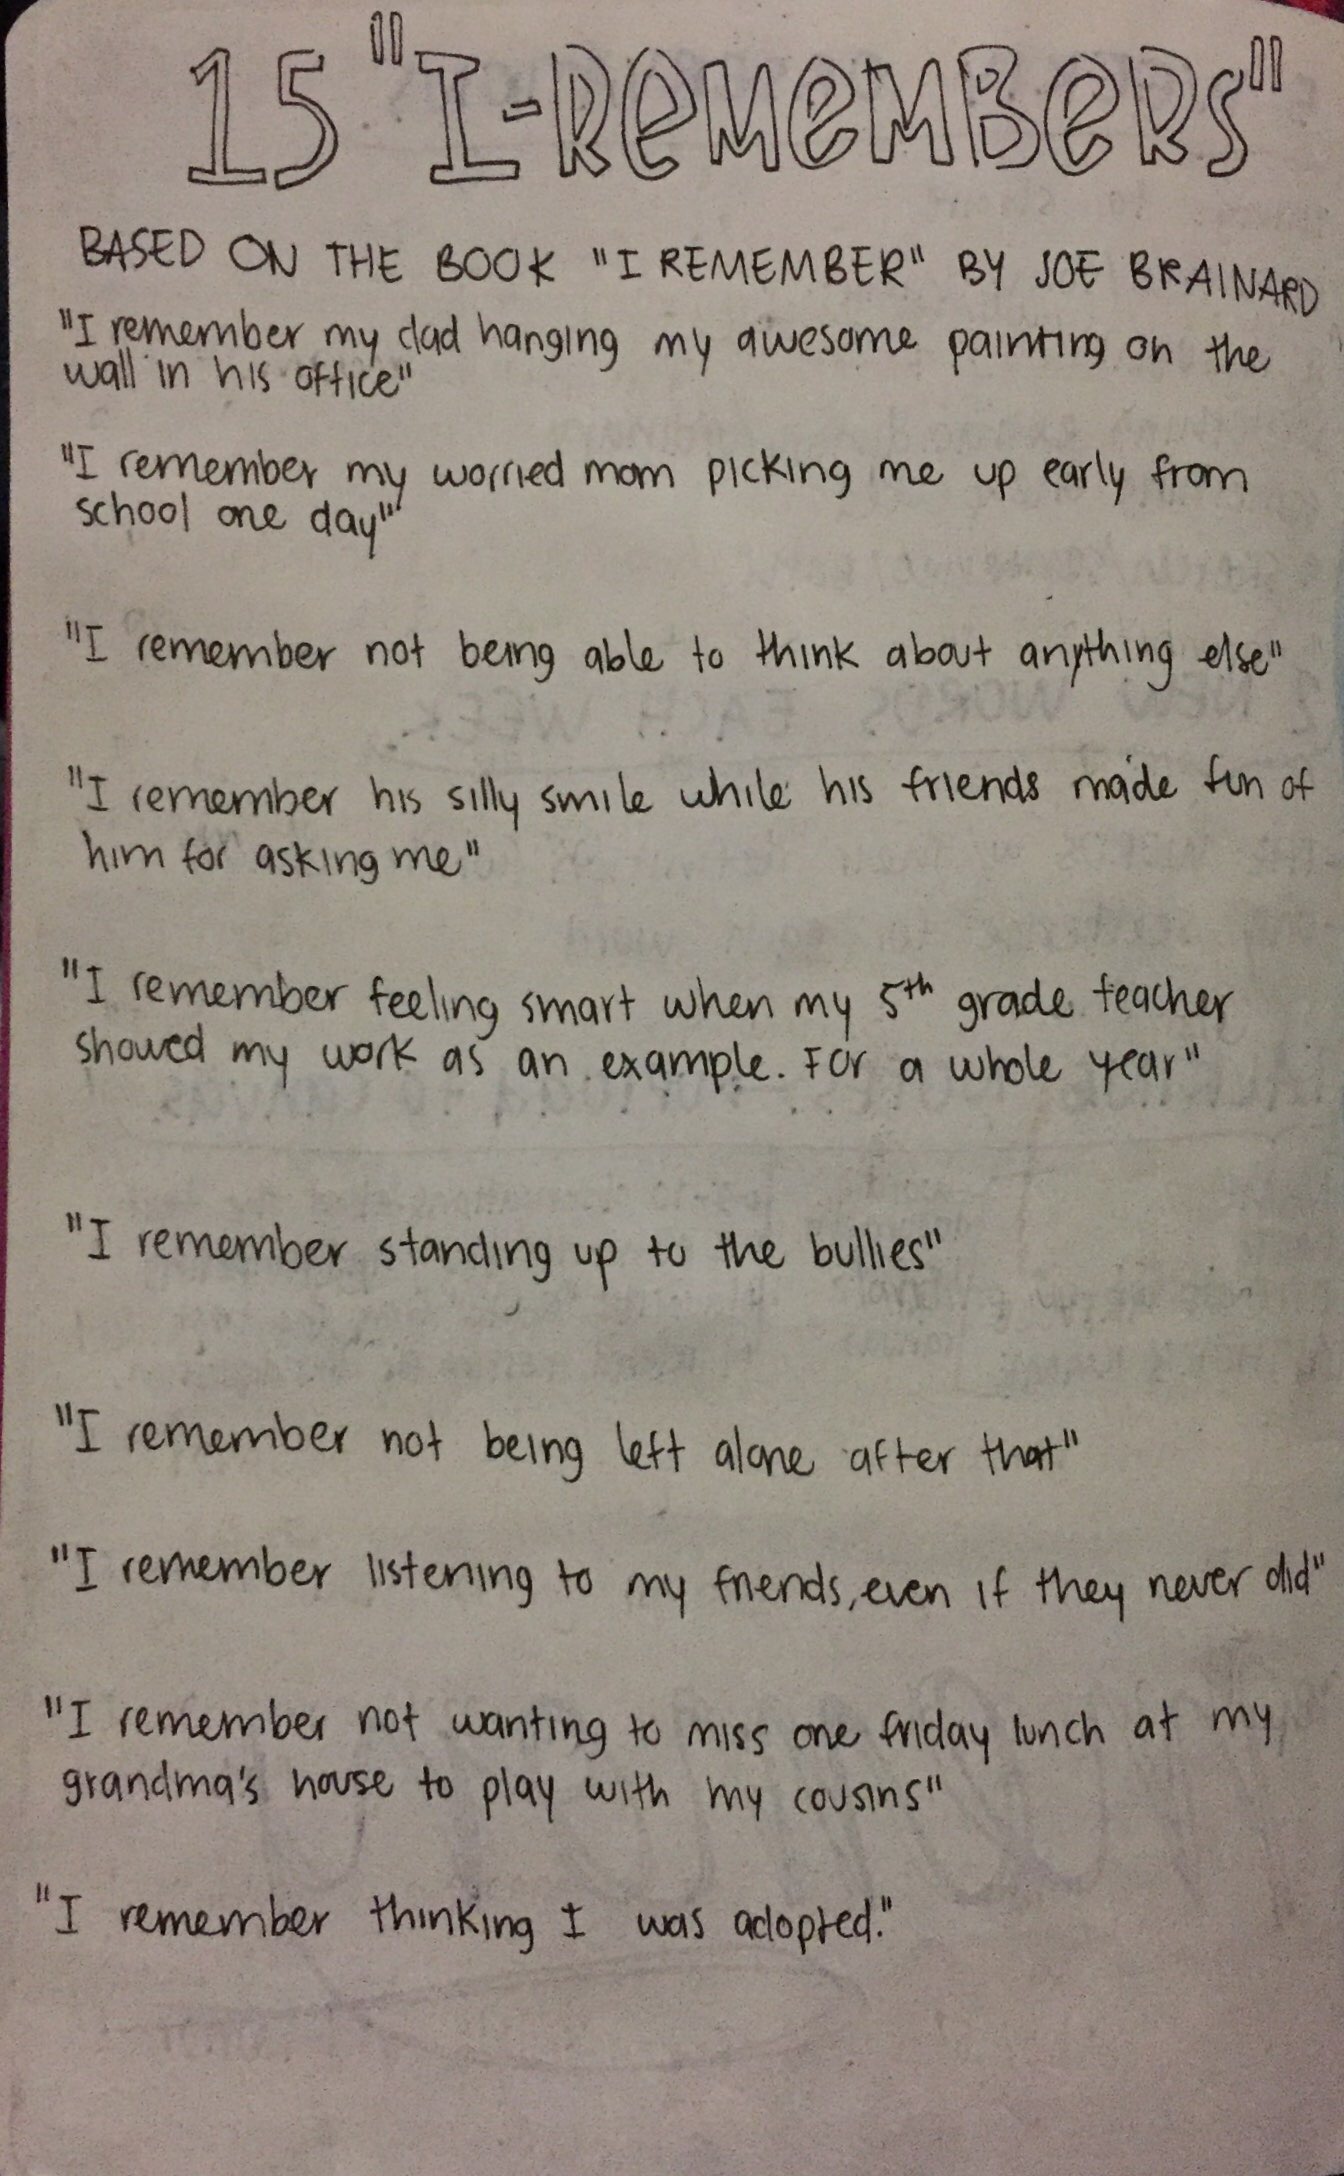 15 "I-REMEMBERS"
BASED ON THE BOOK "I REMEMBER" BY JOE BRAINARD
"I remember my dad hanging my awesome painting on the
wall in his office"
"I remember my worried mom picking me up early from
school one day"
"I remember not being able to think about anything else"
"I remember his silly smile while his friends made fun of
him for asking me"
"I remember feeling smart when my 5th grade teacher
showed my work as an example. For a whole year"
"I remember standing up to the bullies"
"I remember not being left alone after that"
"I remember listening to my friends, even if they never did"
"I remember not wanting to miss one friday lunch at my
grandma's house to play with my cousins"
"I remember thinking I was adopted."
2 NEW WORDS EACH WEEK